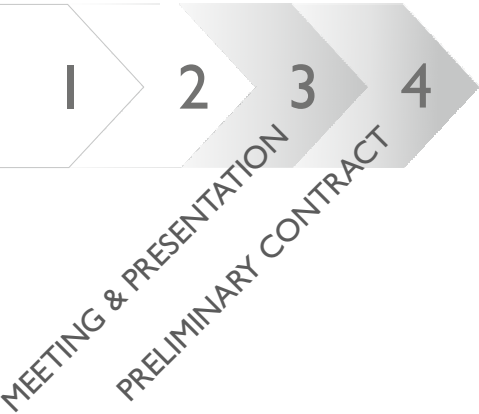 1 2 3 4
MEETING & PRESENTATION
PRELIMINARY CONTRACT